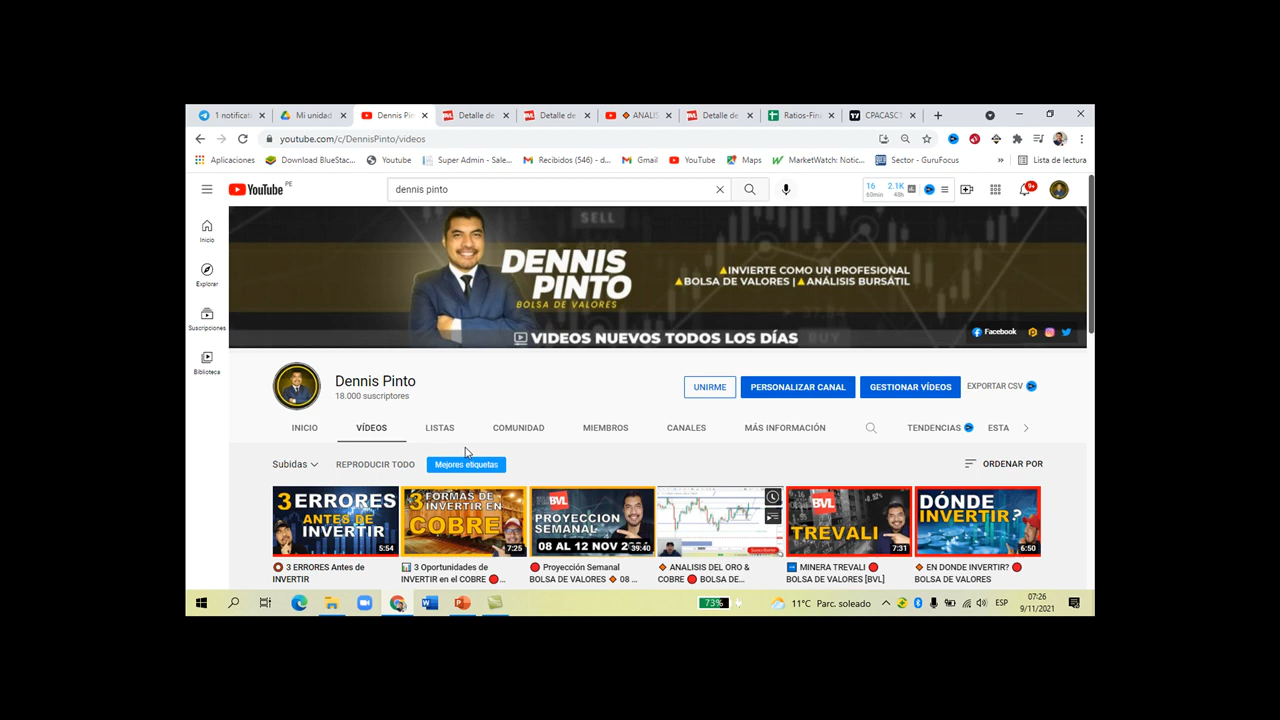 1 notificat
Mi unidad
Dennis Pin
Detalle de
Detalle de
ANALIS
Detalle de
Ratios-Fin
CPACASC1
youtube.com/c/DennisPinto/videos
Aplicaciones
Download BlueStac...
Youtube
Super Admin - Sale...
Recibidos (546) - d...
Gmail
YouTube
Maps
MarketWatch: Notic...
Sector - GuruFocus
»
Lista de lectura
YouTube PE
dennis pinto
16
60min
2.1K
48h
9+
Inicio
Explorar
Suscripciones
Biblioteca
SELL
DENNIS
PINTO
BOLSA DE VALORES
INVIERTE COMO UN PROFESIONAL
BOLSA DE VALORES | ANÁLISIS BURSÁTIL
VIDEOS NUEVOS TODOS LOS DÍAS
BUY
Facebook
Dennis Pinto
18.000 suscriptores
UNIRME
PERSONALIZAR CANAL
GESTIONAR VÍDEOS
EXPORTAR CSV
INICIO
VÍDEOS
LISTAS
COMUNIDAD
MIEMBROS
CANALES
MÁS INFORMACIÓN
TENDENCIAS
ESTA
Subidas
REPRODUCIR TODO
Mejores etiquetas
ORDENAR POR
3 ERRORES
ANTES DE
INVERTIR
5:54
3 FORMAS DE
INVERTIR EN
COBRE
7:25
BVL
PROYECCION
SEMANAL
08 AL 12 NOV
39:40
BVL
TREVALI
7:31
DÓNDE
INVERTIR?
6:50
3 ERRORES Antes de
INVERTIR
3 Oportunidades de
INVERTIR en el COBRE ...
Proyección Semanal
BOLSA DE VALORES 08 ...
ANALISIS DEL ORO &
COBRE BOLSA DE...
MINERA TREVALI
BOLSA DE VALORES [BVL]
EN DONDE INVERTIR?
BOLSA DE VALORES
73%
11°C Parc. soleado
ESP
07:26
9/11/2021